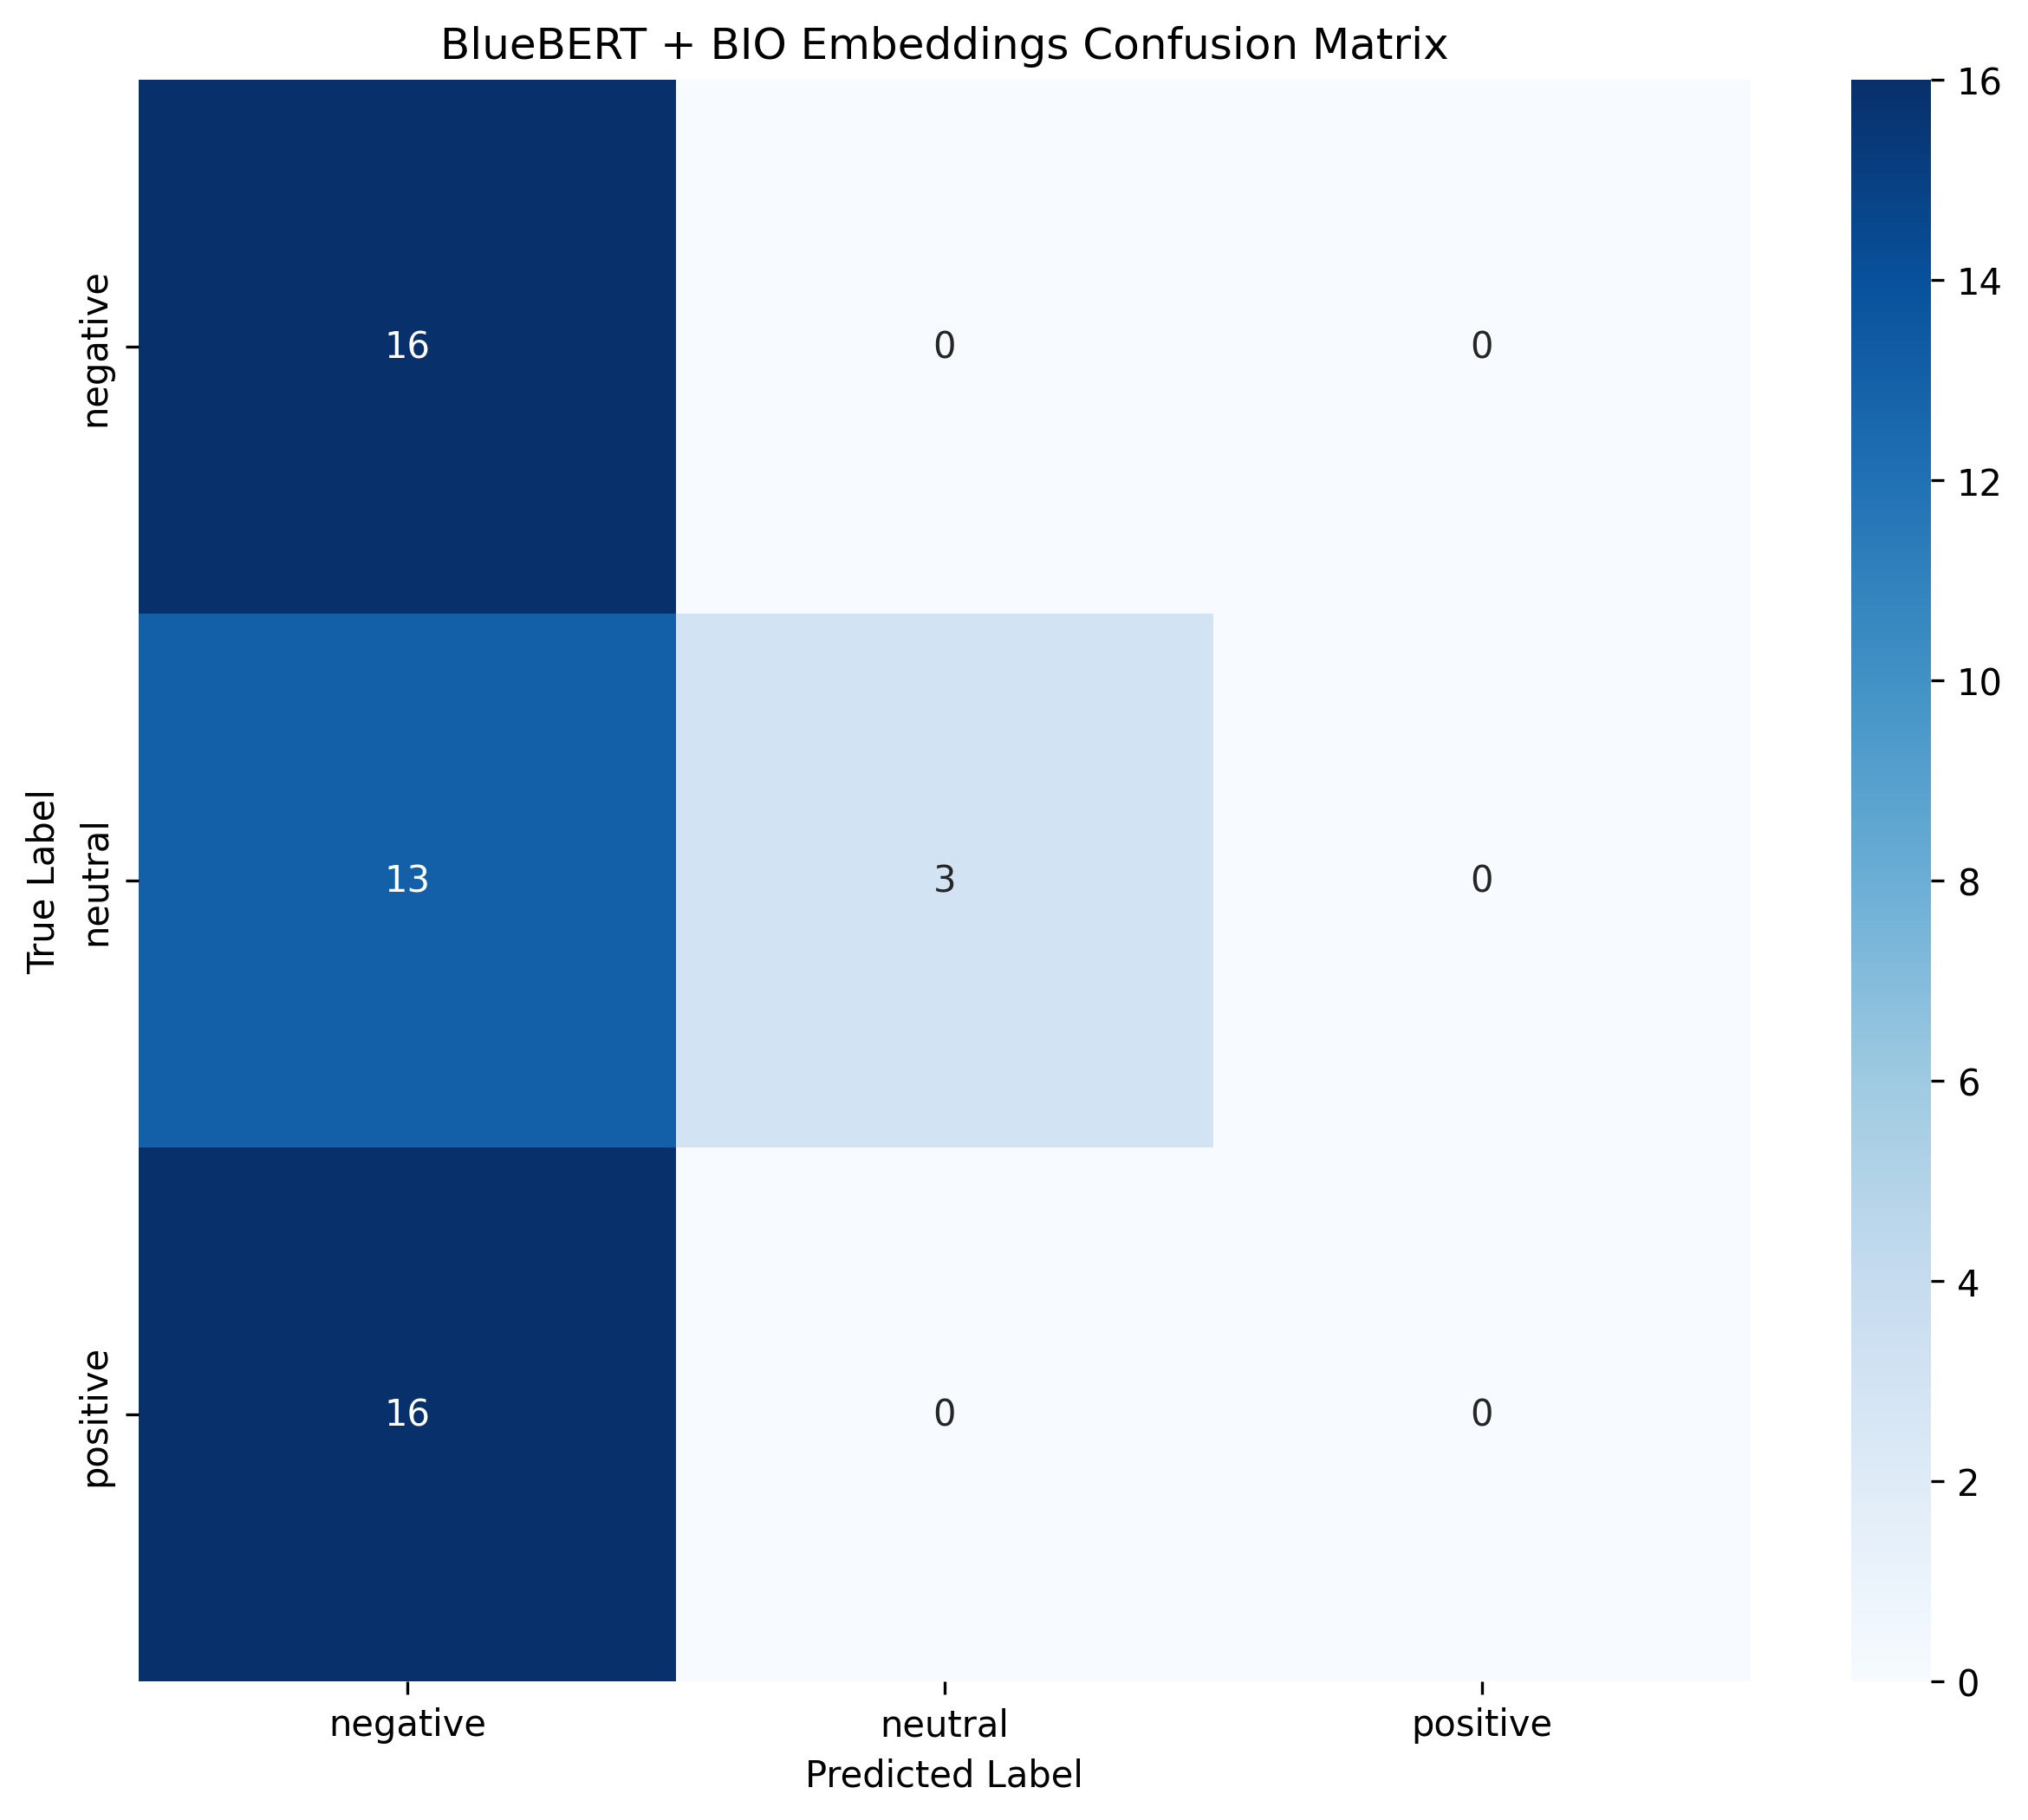 BlueBERT + BIO Embeddings Confusion Matrix
True Label
negative
16 0 0
neutral
13 3 0
positive
16 0 0
negative neutral positive
Predicted Label
16
14
12
10
8
6
4
2
0